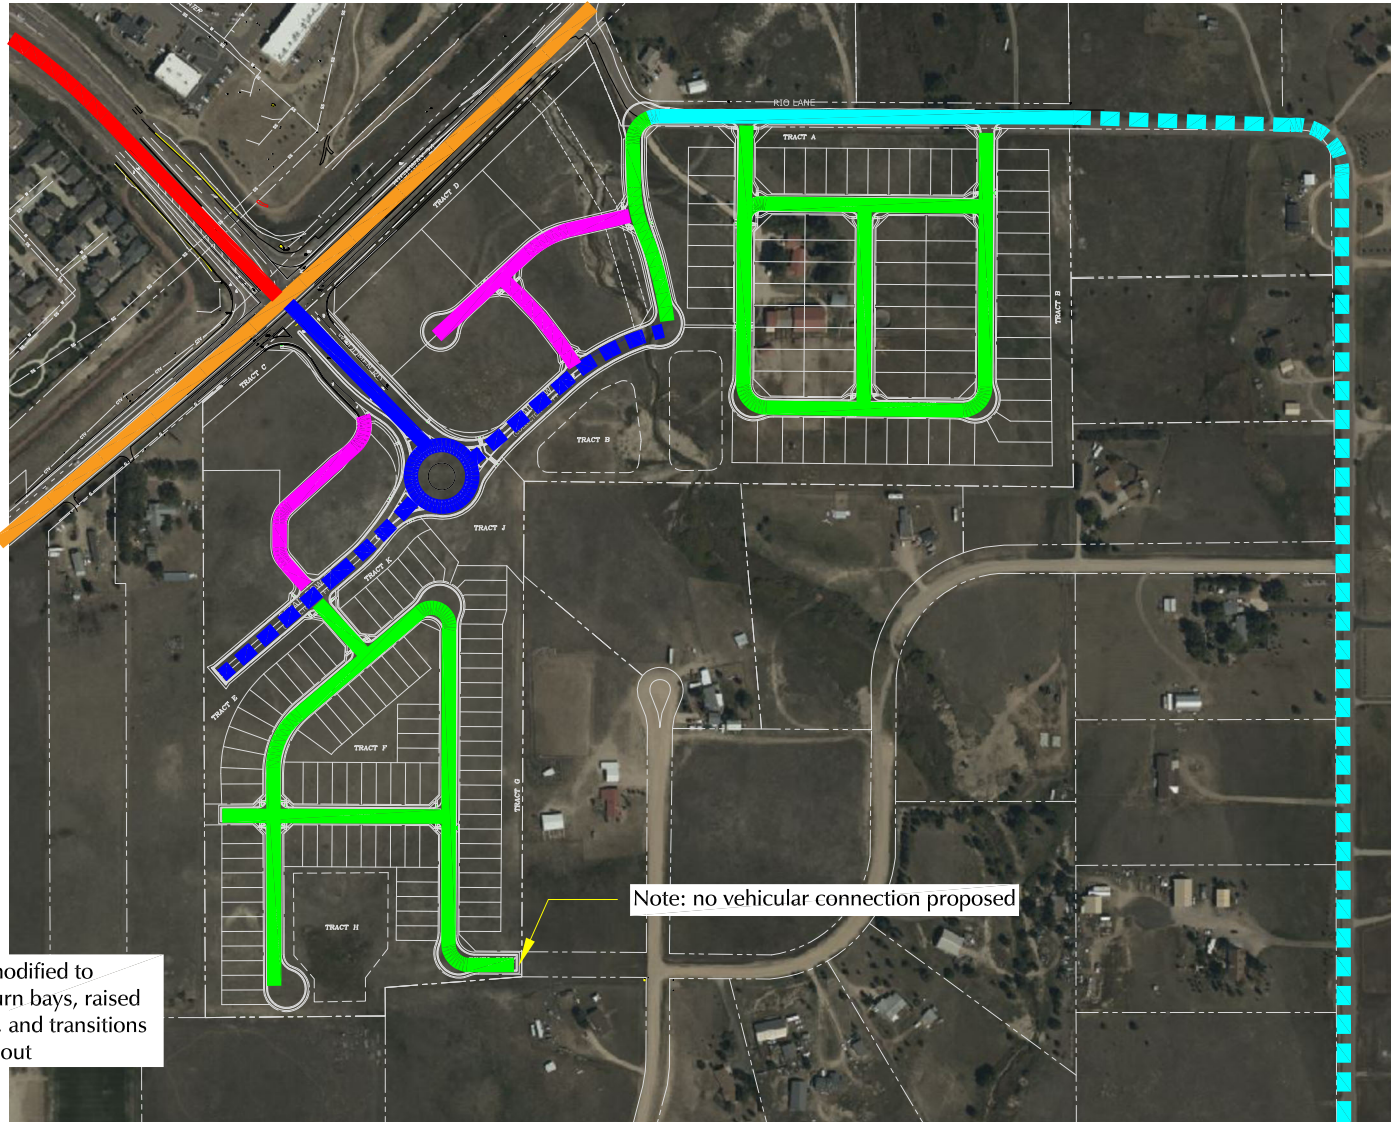 RIO LANE
TRACT A
TRACT D
TRACT B
TRACT C
TRACT B
TRACT J
TRACT K
TRACT E
TRACT F
TRACT G
Note: no vehicular connection proposed
TRACT H
modified to
urn bays, raised
and transitions
out